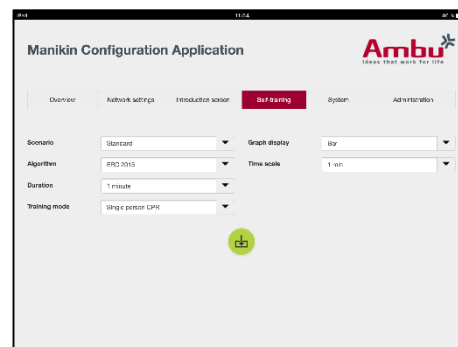 iPad 11:54
Manikin Configuration Application
Ambu
Ideas that work for life
Overview Network settings Introduction screen Self-training System Administration
Scenario Standard Graph display Bar
Algorithm ERC 2015 Time scale 1 min
Duration 1 minute
Training mode Single person CPR